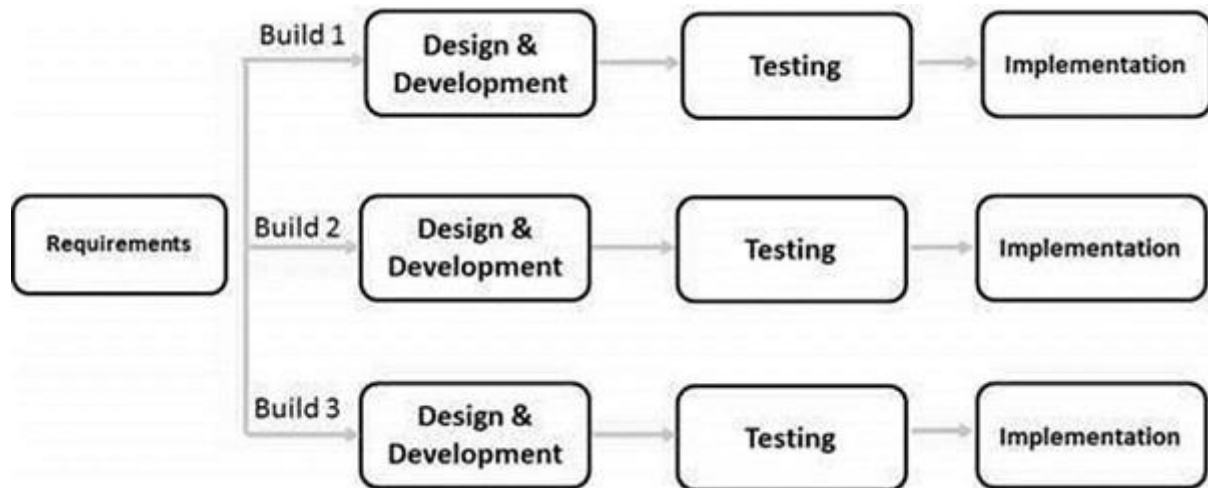 Build 1
Design &
Development
Testing
Implementation
Requirements
Build 2
Design &
Development
Testing
Implementation
Build 3
Design &
Development
Testing
Implementation